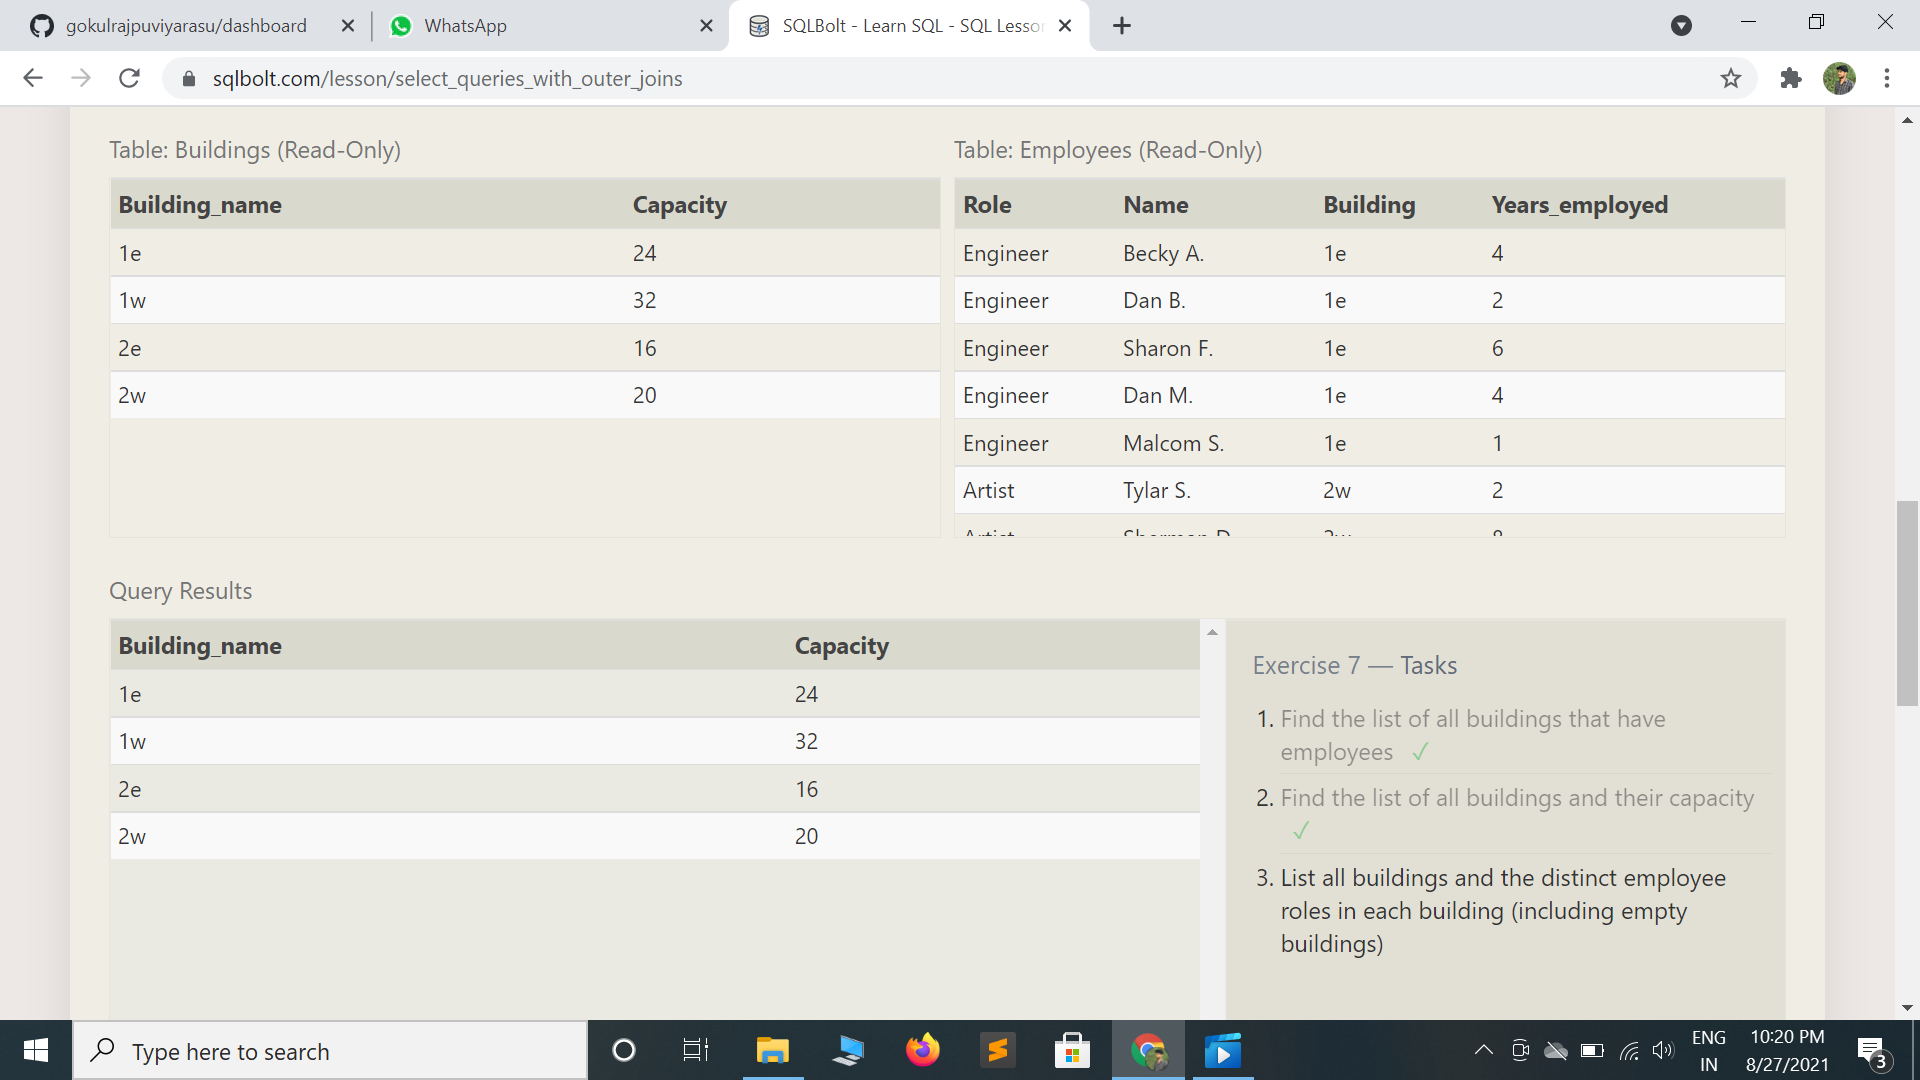 gokulrajpuviyarasu/dashboard
WhatsApp
SQLBolt - Learn SQL - SQL Lesson
sqlbolt.com/lesson/select_queries_with_outer_joins
Table: Buildings (Read-Only)
Building_name Capacity
1e 24
1w 32
2e 16
2w 20
Table: Employees (Read-Only)
Role Name Building Years_employed
Engineer Becky A. 1e 4
Engineer Dan B. 1e 2
Engineer Sharon F. 1e 6
Engineer Dan M. 1e 4
Engineer Malcom S. 1e 1
Artist Tylar S. 2w 2
Artist Sherman D. 2w 8
Query Results
Building_name Capacity
1e 24
1w 32
2e 16
2w 20
Exercise 7 — Tasks
1. Find the list of all buildings that have
employees ✓
2. Find the list of all buildings and their capacity
✓
3. List all buildings and the distinct employee
roles in each building (including empty
buildings)
Type here to search
ENG
IN
10:20 PM
8/27/2021
3